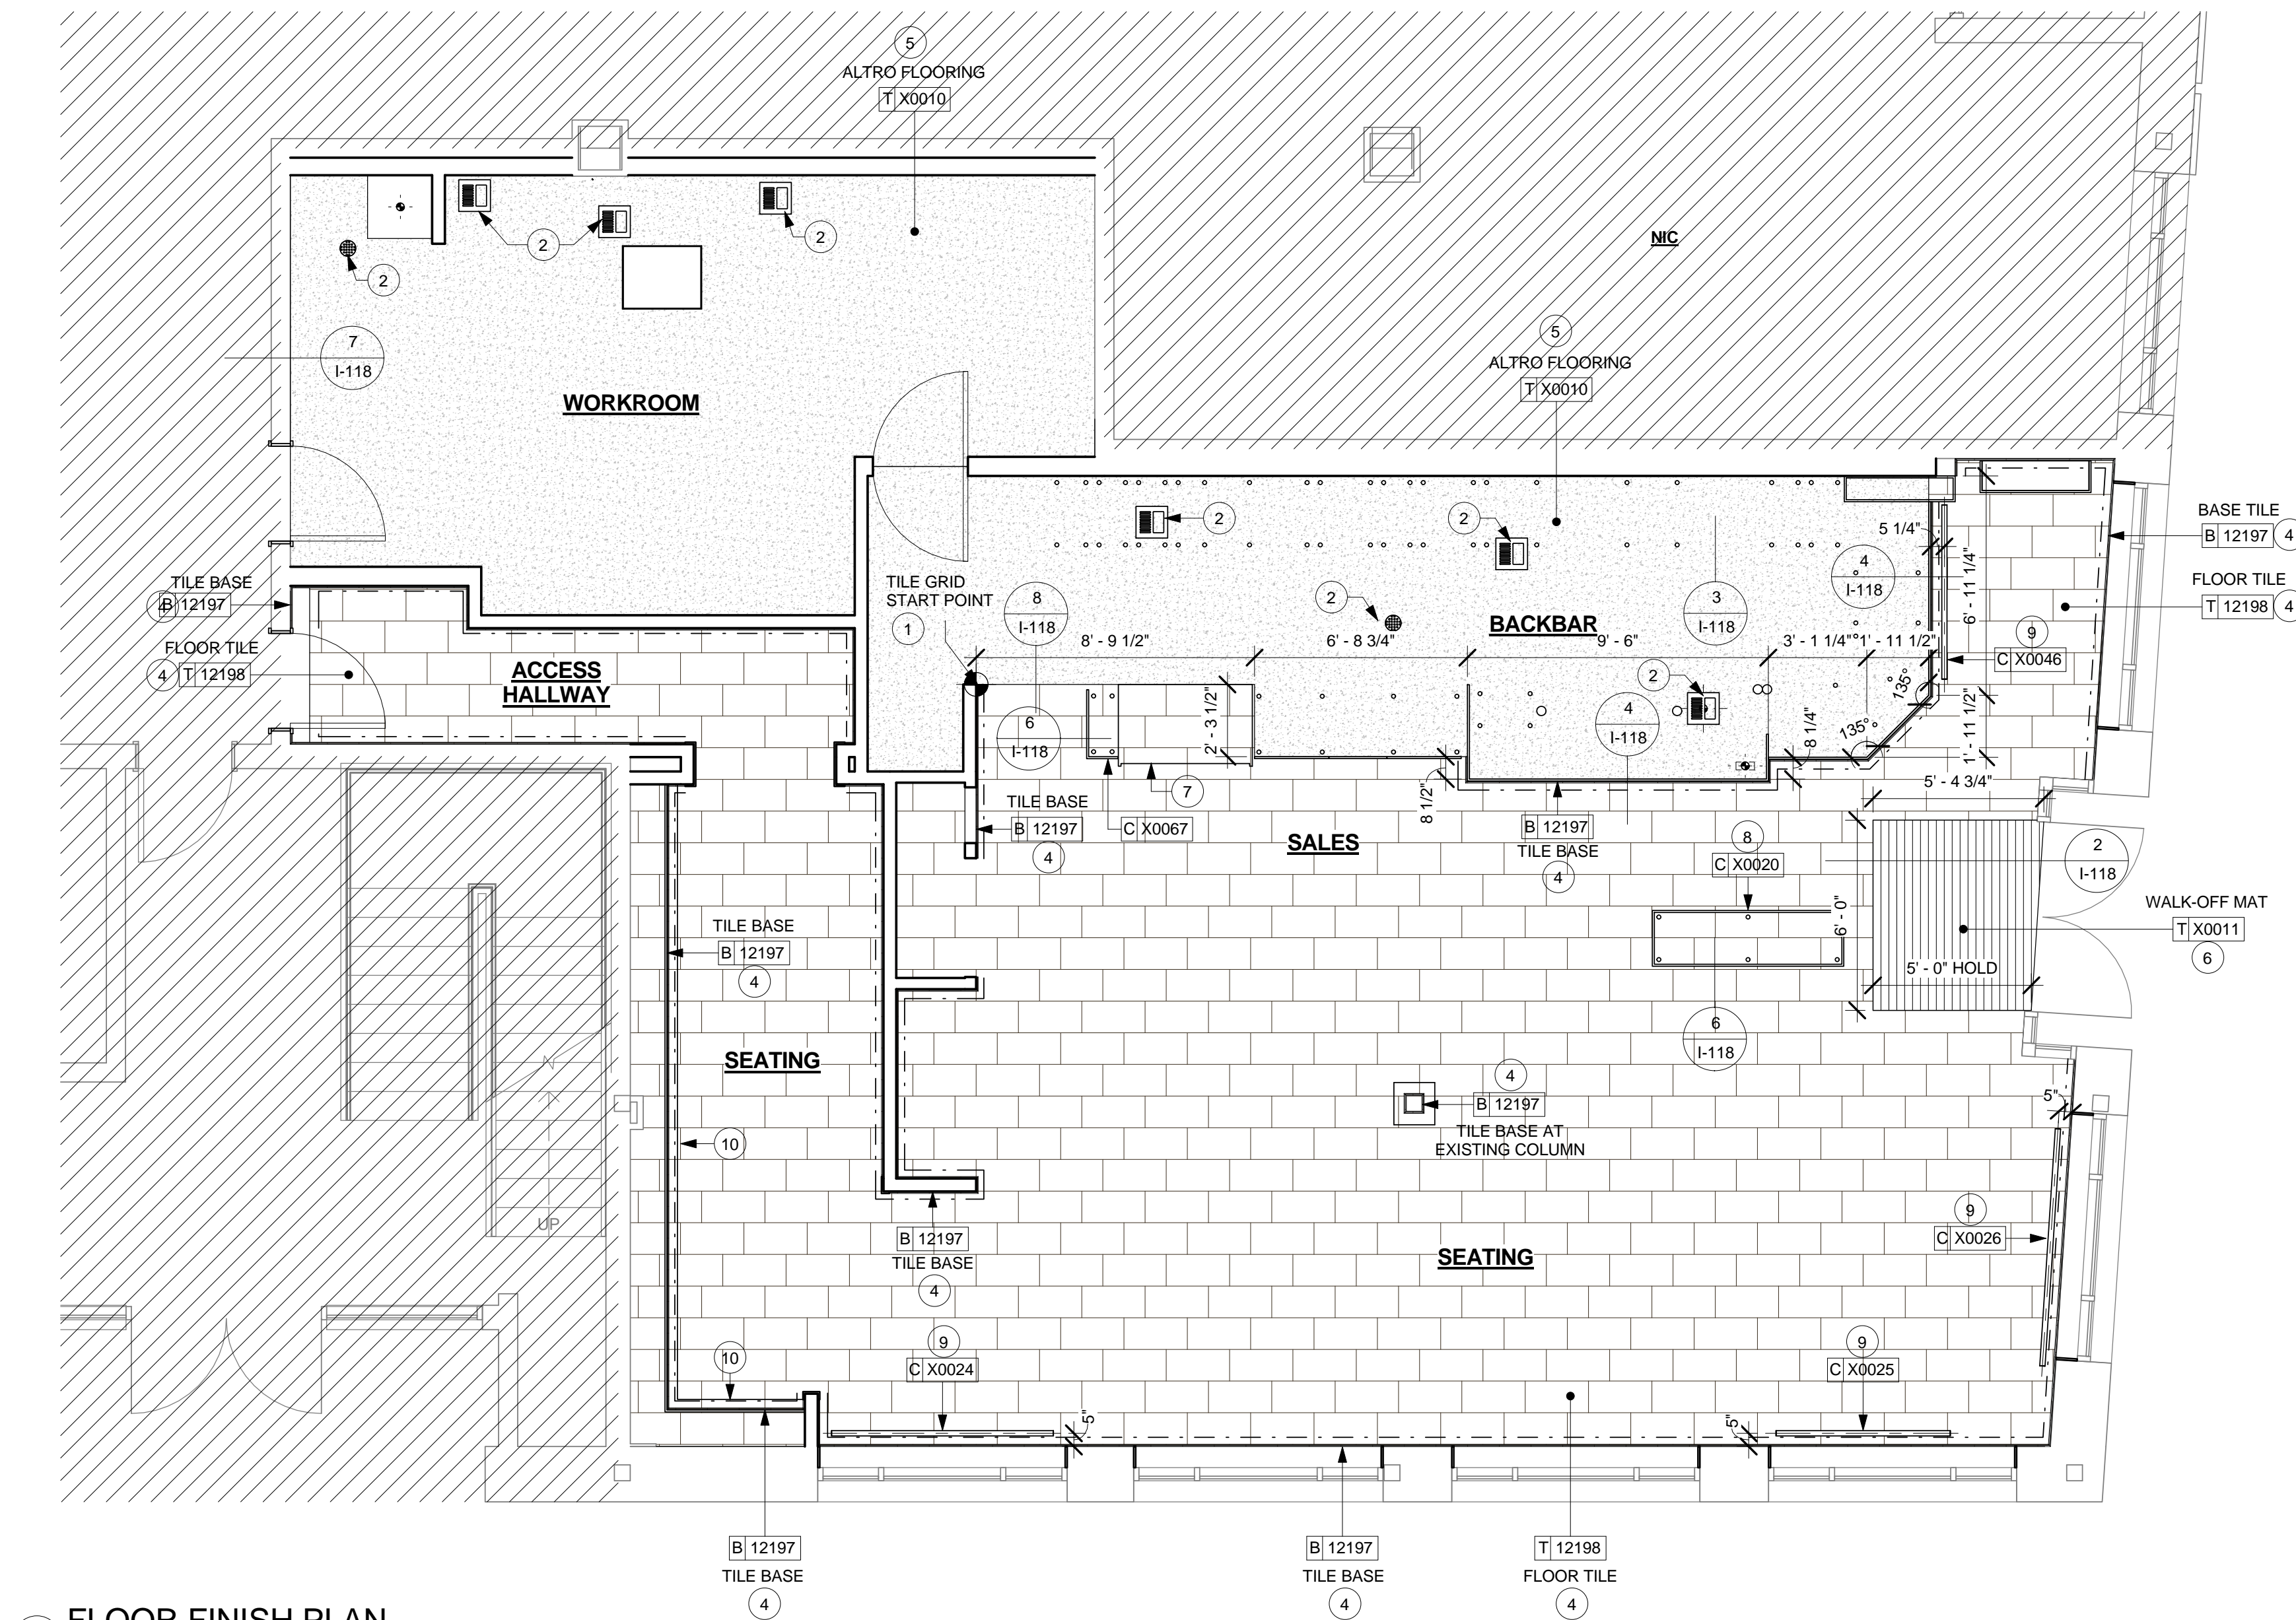 5
ALTRO FLOORING
T X0010
2
2
2
NIC
7
I-118
WORKROOM
5
ALTRO FLOORING
T X0010
2
2
BASE TILE
B 12197 4
FLOOR TILE
T 12198 4
5 1/4"
6' - 11 1/4"
4
I-118
9
C X0046
TILE BASE
4 B 12197
FLOOR TILE
4 T 12198
ACCESS
HALLWAY
TILE GRID
START POINT
1
8
I-118
2
BACKBAR
3
I-118
8' - 9 1/2"
6' - 8 3/4"
9' - 6"
3' - 1 1/4"
1' - 11 1/2"
2
135°
135°
1' - 11 1/2"
8 1/4"
6
I-118
2' - 3 1/2"
4
I-118
5' - 4 3/4"
7
8 1/2"
TILE BASE
B 12197
4
C X0067
SALES
B 12197
TILE BASE
4
8
C X0020
2
I-118
6' - 0"
WALK-OFF MAT
T X0011
6
5' - 0" HOLD
TILE BASE
B 12197
4
6
I-118
SEATING
4
B 12197
TILE BASE AT
EXISTING COLUMN
5"
10
N
UP
B 12197
TILE BASE
4
SEATING
9
C X0026
10
9
C X0024
5"
9
C X0025
5"
B 12197
TILE BASE
4
B 12197
TILE BASE
4
T 12198
FLOOR TILE
4
FLOOR FINISH PLAN